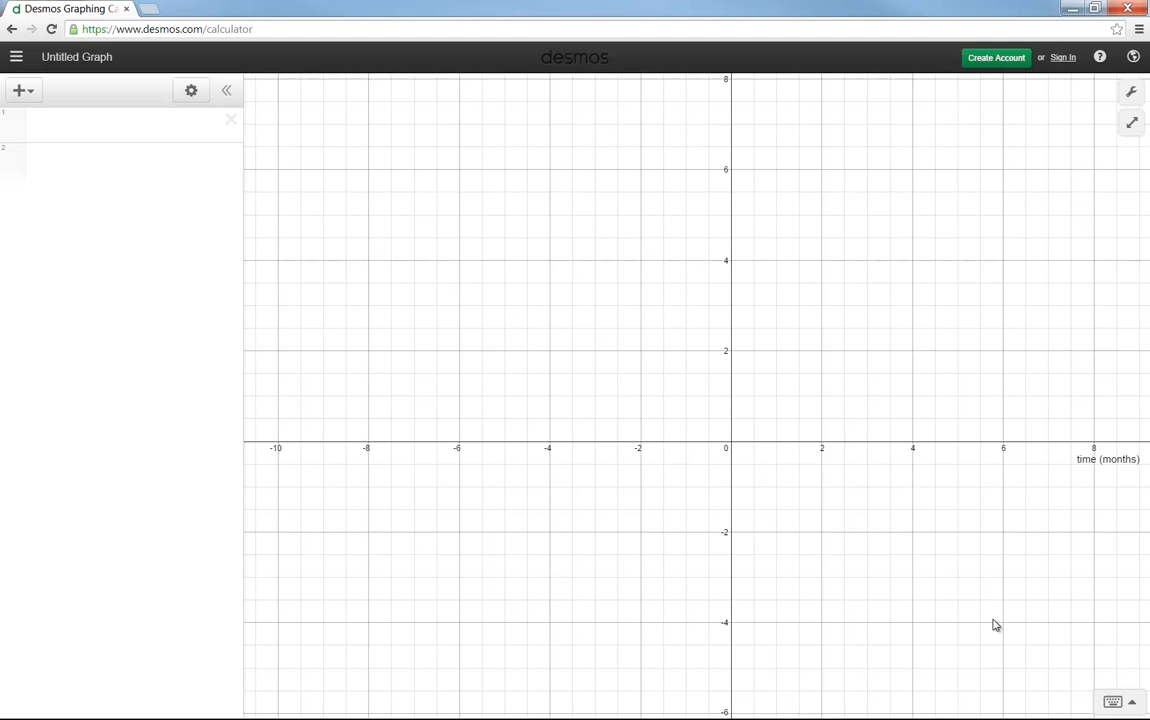 Desmos Graphing Ca
https://www.desmos.com/calculator
Untitled Graph
desmos
Create Account or Sign In
1
2
8
6
4
2
-10 -8 -6 -4 -2 0 2 4 6 8
time (months)
-2
-4
-6